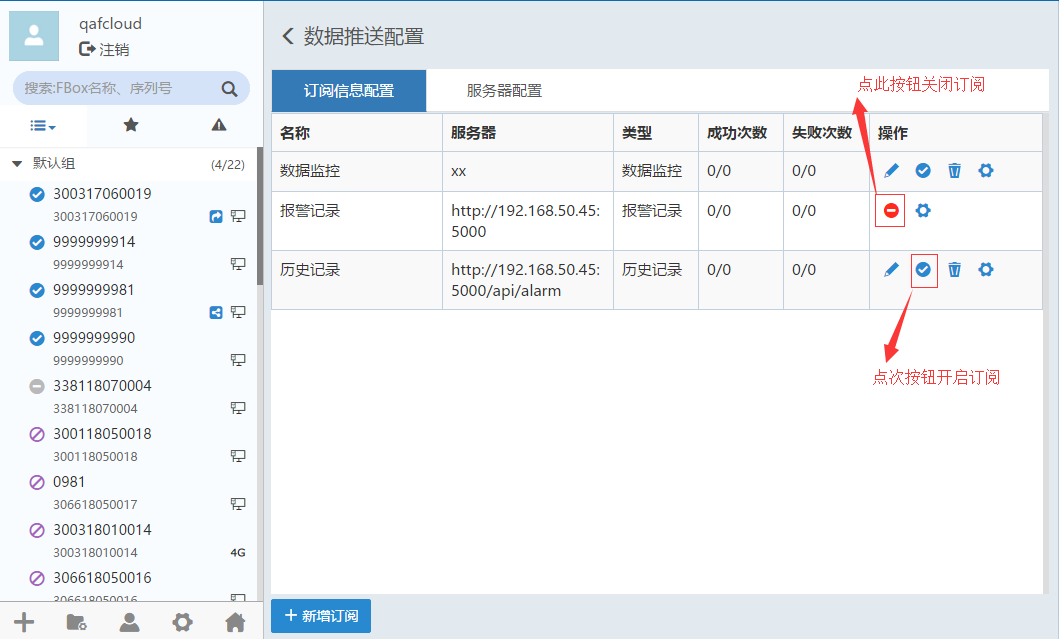 qafcloud
注销
搜索:FBox名称、序列号
默认组 (4/22)
300317060019
300317060019
9999999914
9999999914
9999999981
9999999981
9999999990
9999999990
338118070004
338118070004
300118050018
300118050018
0981
306618050017
300318010014
300318010014 4G
306618050016
306618050016
数据推送配置
订阅信息配置 服务器配置
点此按钮关闭订阅
名称 服务器 类型 成功次数 失败次数 操作
数据监控 xx 数据监控 0/0 0/0
报警记录 http://192.168.50.45: 报警记录 0/0 0/0
5000
历史记录 http://192.168.50.45: 历史记录 0/0 0/0
5000/api/alarm
点次按钮开启订阅
新增订阅